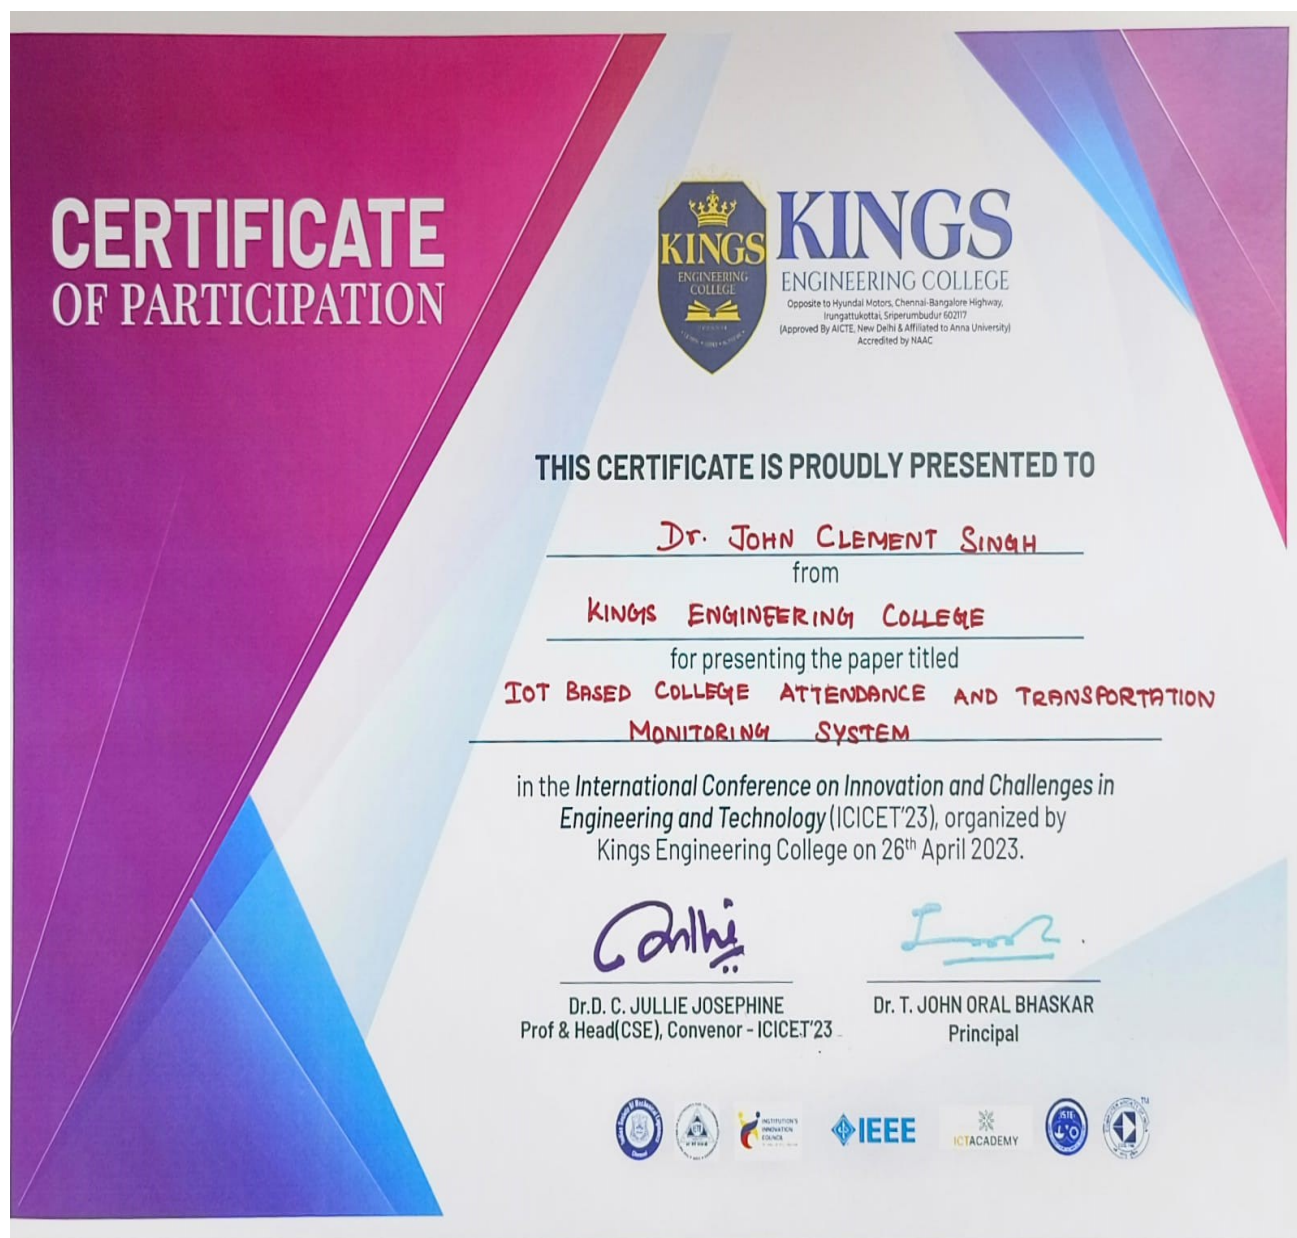 CERTIFICATE
OF PARTICIPATION
KINGS
ENGINEERING
COLLEGE
KINGS
ENGINEERING COLLEGE
Opposite to Hyundai Motors, Chennai-Bangalore Highway,
Irungattukottai, Sriperumbudur 602117
(Approved By AICTE, New Delhi & Affiliated to Anna University)
Accredited by NAAC
THIS CERTIFICATE IS PROUDLY PRESENTED TO
Dr. JOHN CLEMENT SINGH
from
KINGS ENGINEERING COLLEGE
for presenting the paper titled
IOT BASED COLLEGE ATTENDANCE AND TRANSPORTATION
MONITORING SYSTEM
in the International Conference on Innovation and Challenges in
Engineering and Technology (ICICET'23), organized by
Kings Engineering College on 26th April 2023.
Dr.D. C. JULLIE JOSEPHINE
Prof & Head(CSE), Convenor - ICICET'23
Dr. T. JOHN ORAL BHASKAR
Principal
INSTITUTION'S
INNOVATION
COUNCIL
IEEE
ICTACADEMY
ISTE
TM